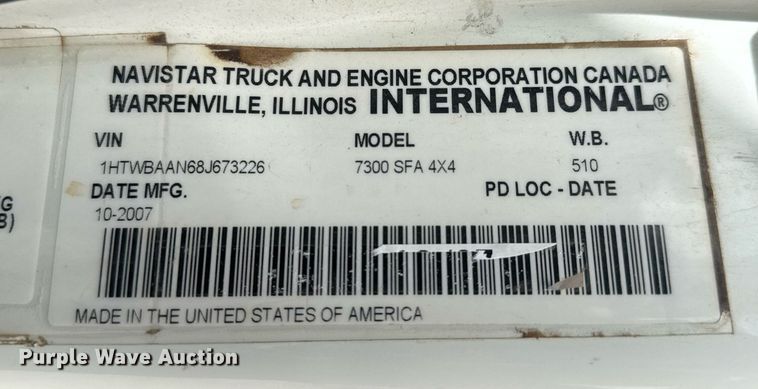 NAVISTAR TRUCK AND ENGINE CORPORATION CANADA
WARRENVILLE, ILLINOIS INTERNATIONAL®
VIN MODEL W.B.
1HTWBAAN68J673226 7300 SFA 4X4 510
DATE MFG. PD LOC - DATE
10-2007
MADE IN THE UNITED STATES OF AMERICA
Purple Wave Auction